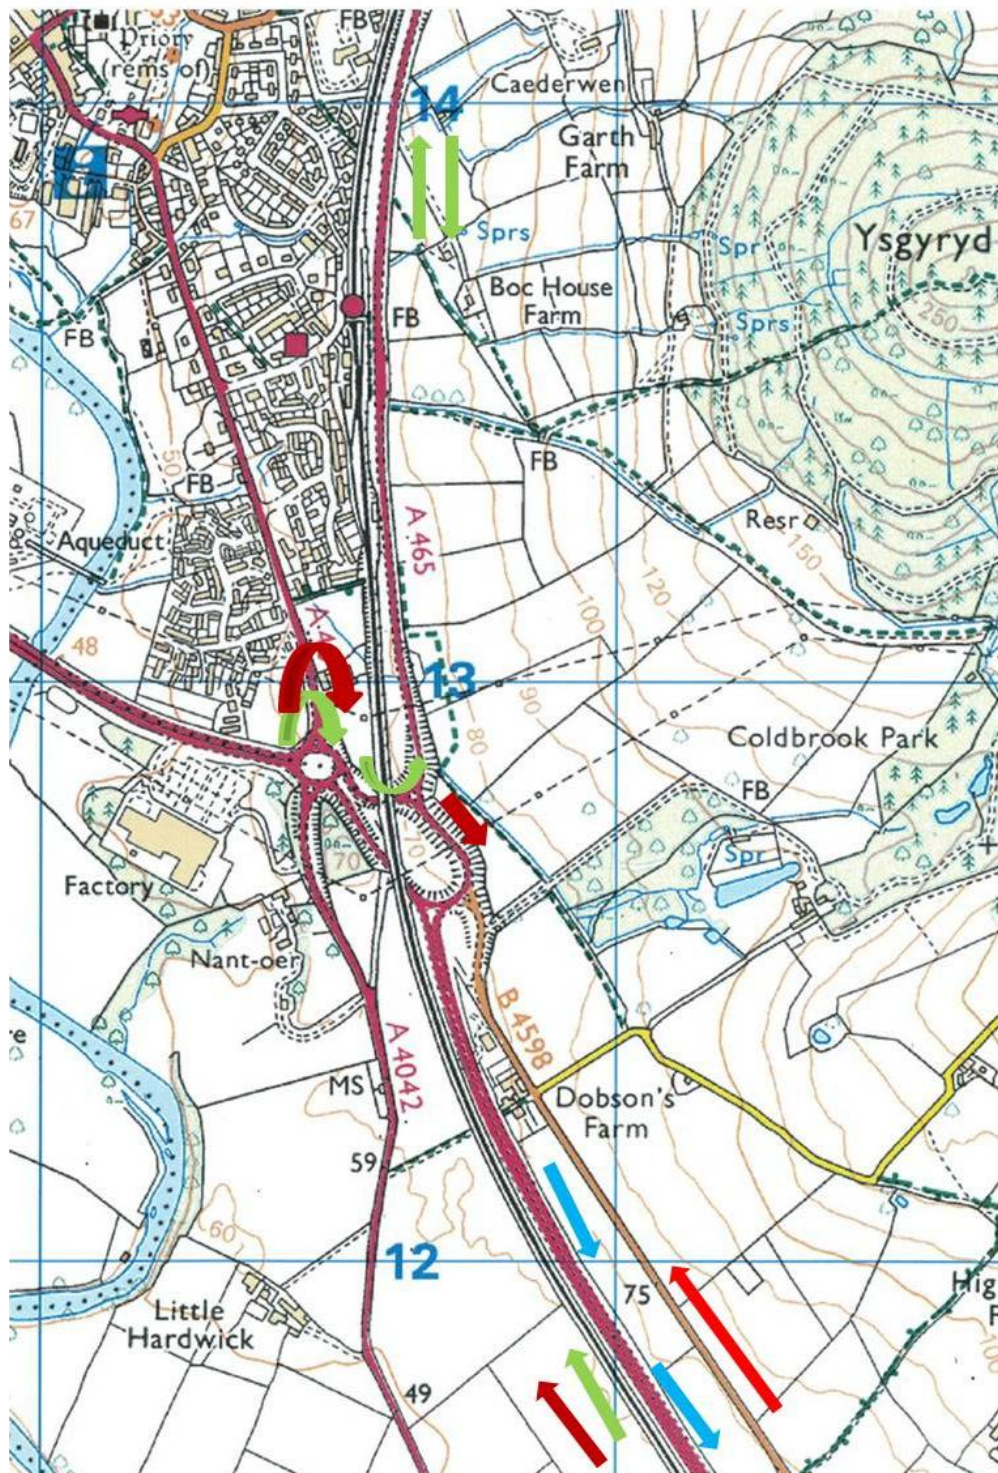 FB
Priory
(rems of)
Caederwen
14
Garth
Farm
67
Sprs
Spr
Ysgyryd
Boc House
Farm
250
FB
FB
Sprs
50
FB
FB
A 465
Resr
150
Aqueduct
120
100
A 4
48
13
90
80
Coldbrook Park
FB
70
70
Spr
Factory
Nant-oer
B 4598
A 4042
MS
Dobson's
Farm
59
60
12
75
Little
Hardwick
49
100